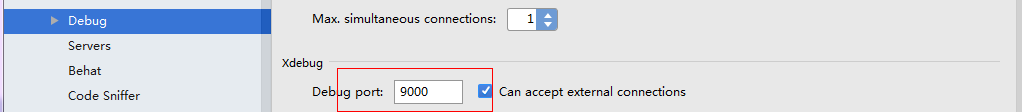 Debug
Servers
Behat
Code Sniffer
Max. simultaneous connections: 1
Xdebug
Debug port: 9000 Can accept external connections